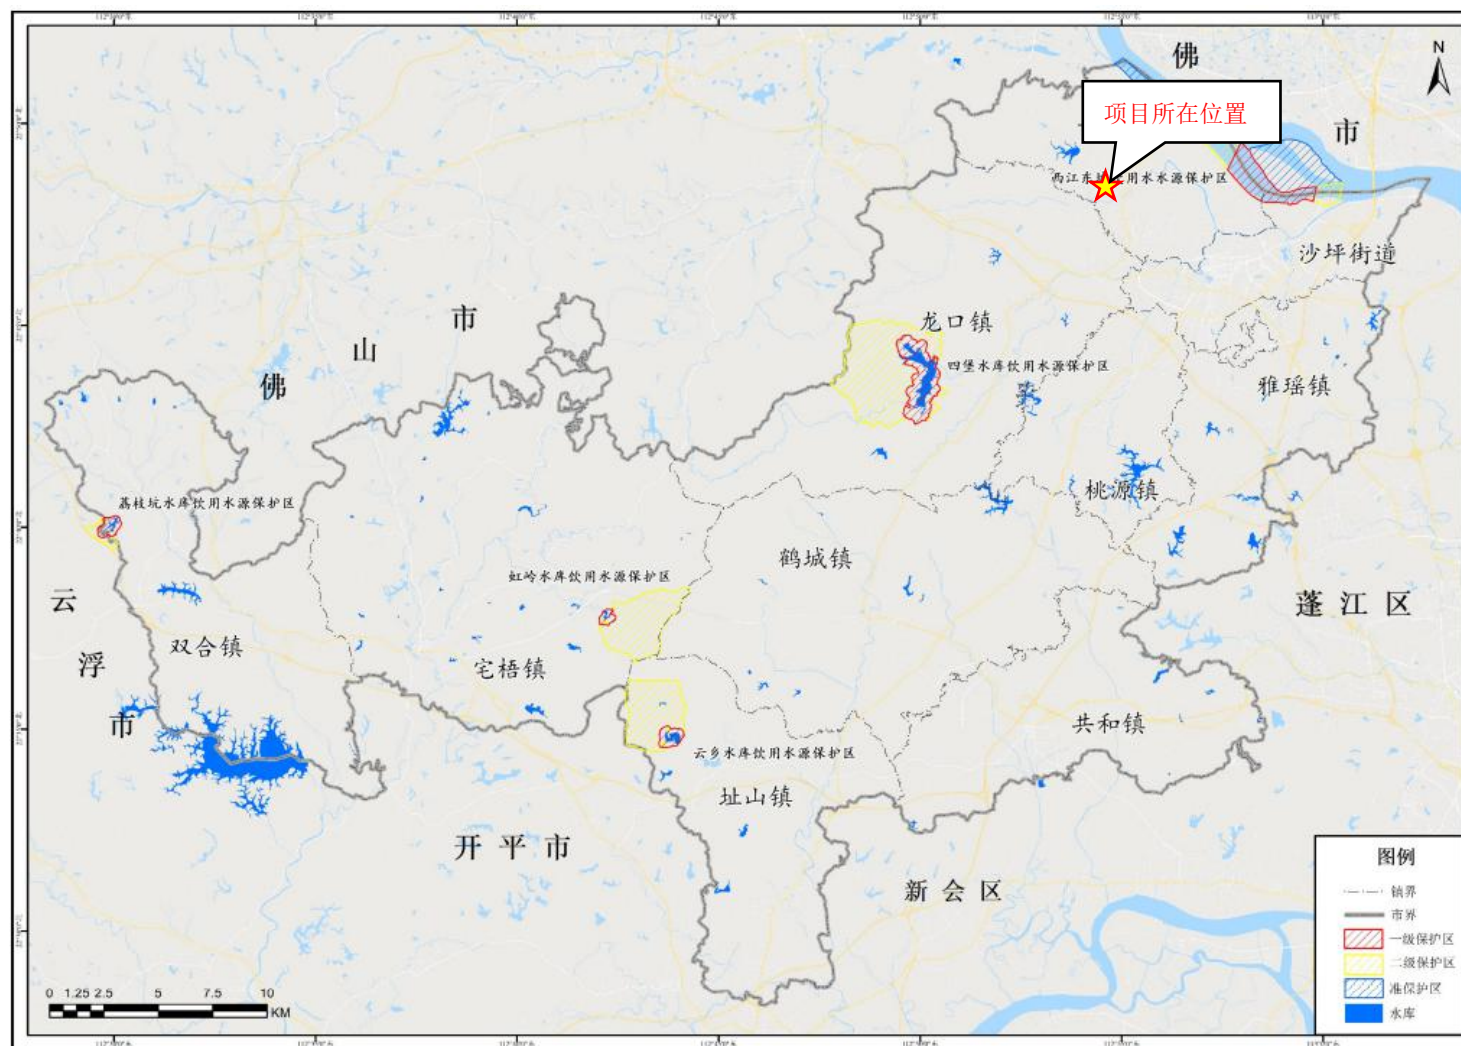 佛
市
N
项目所在位置
西江东坡饮用水水源保护区
沙坪街道
龙口镇
四堡水库饮用水源保护区
雅瑶镇
市
山
佛
桃源镇
荔枝坑水库饮用水源保护区
鹤城镇
虹岭水库饮用水源保护区
云
浮
市
双合镇
宅梧镇
蓬江区
共和镇
云乡水库饮用水源保护区
址山镇
开平市
新会区
图例
镇界
市界
一级保护区
二级保护区
准保护区
水库
0 1.25 2.5 5 7.5 10
KM